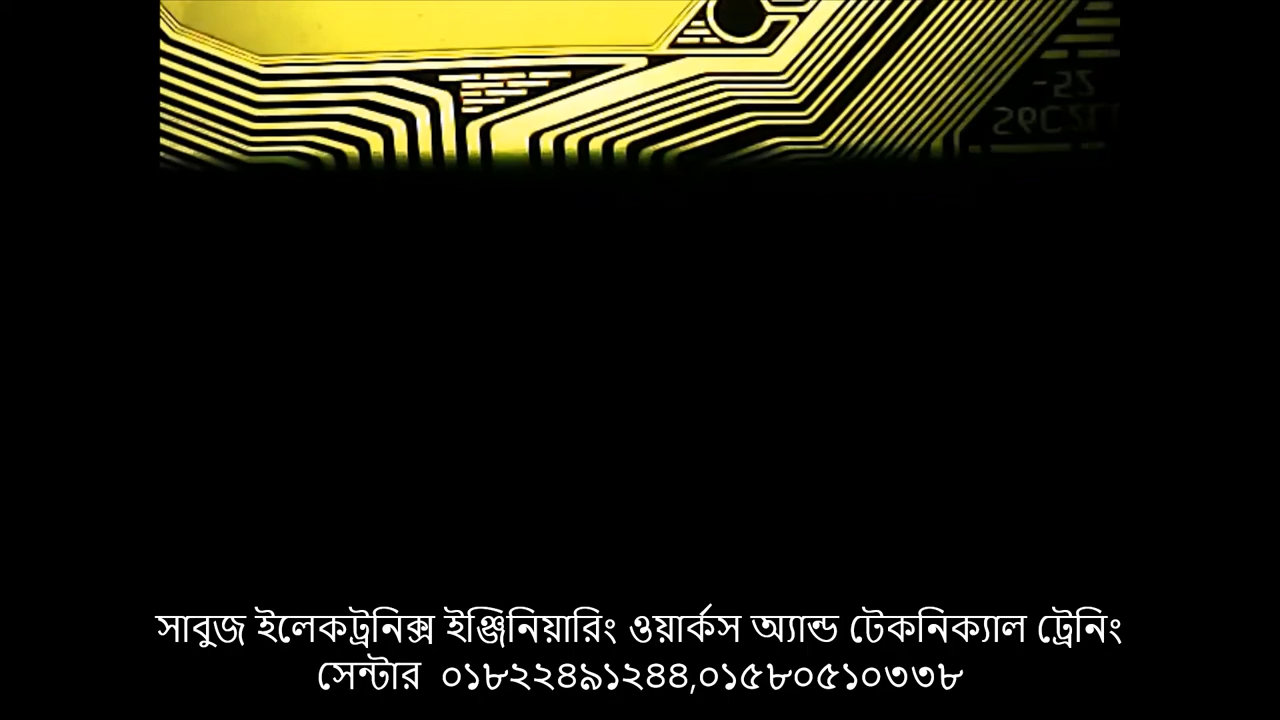 সাবুজ ইলেকট্রনিক্স ইঞ্জিনিয়ারিং ওয়ার্কস অ্যান্ড টেকনিক্যাল ট্রেনিং
সেন্টার ০১৮২২৪৯১২৪৪,০১৫৮০৫১০৩৩৮